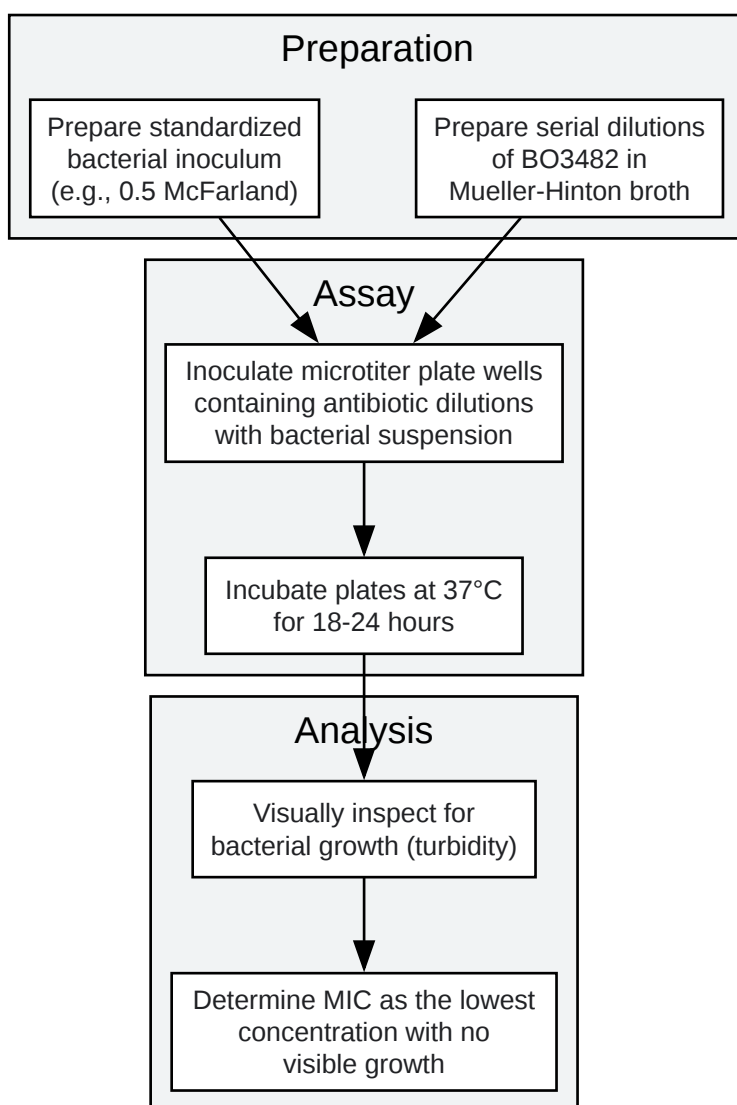 Preparation
Prepare standardized
bacterial inoculum
(e.g., 0.5 McFarland)
Prepare serial dilutions
of BO3482 in
Mueller-Hinton broth
Assay
Inoculate microtiter plate wells
containing antibiotic dilutions
with bacterial suspension
Incubate plates at 37°C
for 18-24 hours
Analysis
Visually inspect for
bacterial growth (turbidity)
Determine MIC as the lowest
concentration with no
visible growth